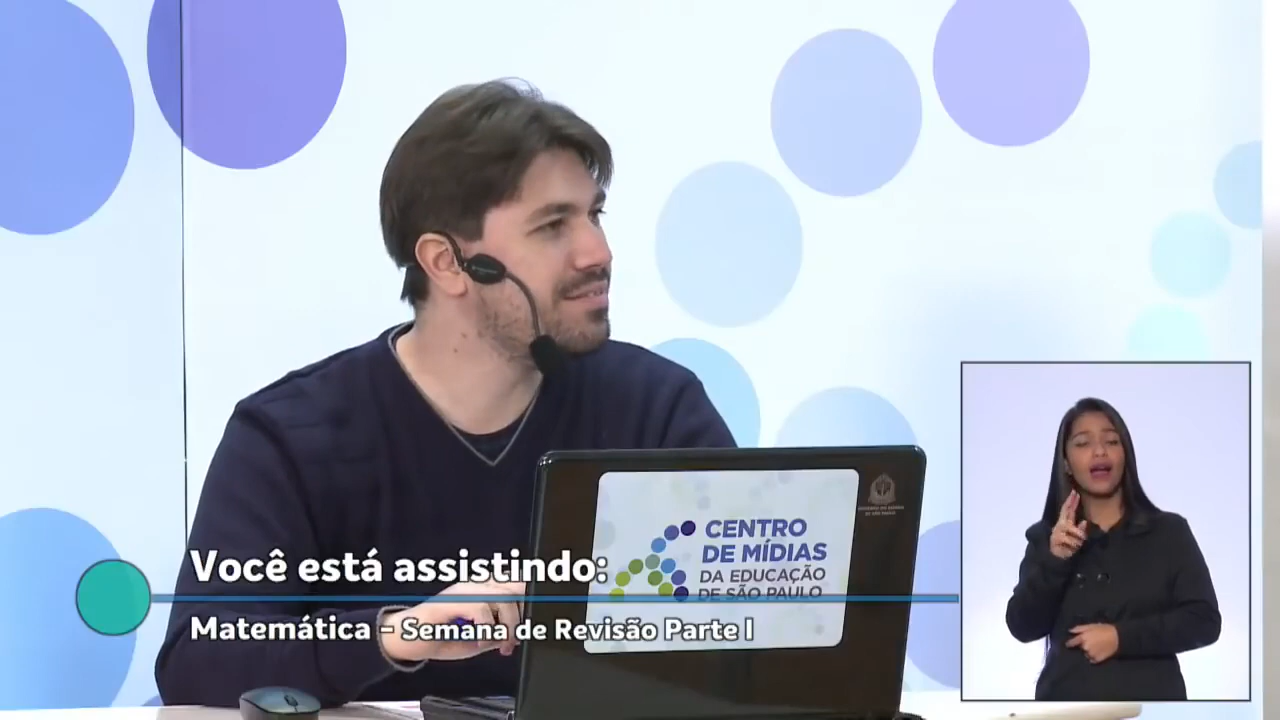 CENTRO
DE MÍDIAS
DA EDUCAÇÃO
DE SÃO PAULO
Você está assistindo:
Matemática - Semana de Revisão Parte I